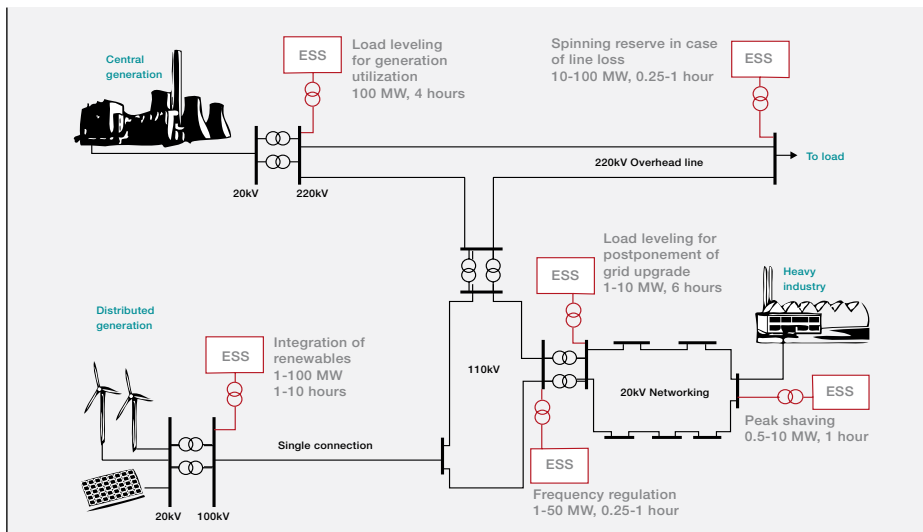 Central
generation
ESS
Load leveling
for generation
utilization
100 MW, 4 hours
Spinning reserve in case
of line loss
10-100 MW, 0.25-1 hour
ESS
To load
220kV Overhead line
20kV
220kV
Load leveling for
postponement of
grid upgrade
1-10 MW, 6 hours
ESS
Heavy
industry
Distributed
generation
ESS
Integration of
renewables
1-100 MW
1-10 hours
110kV
20kV Networking
ESS
Peak shaving
0.5-10 MW, 1 hour
Single connection
ESS
Frequency regulation
1-50 MW, 0.25-1 hour
20kV
100kV